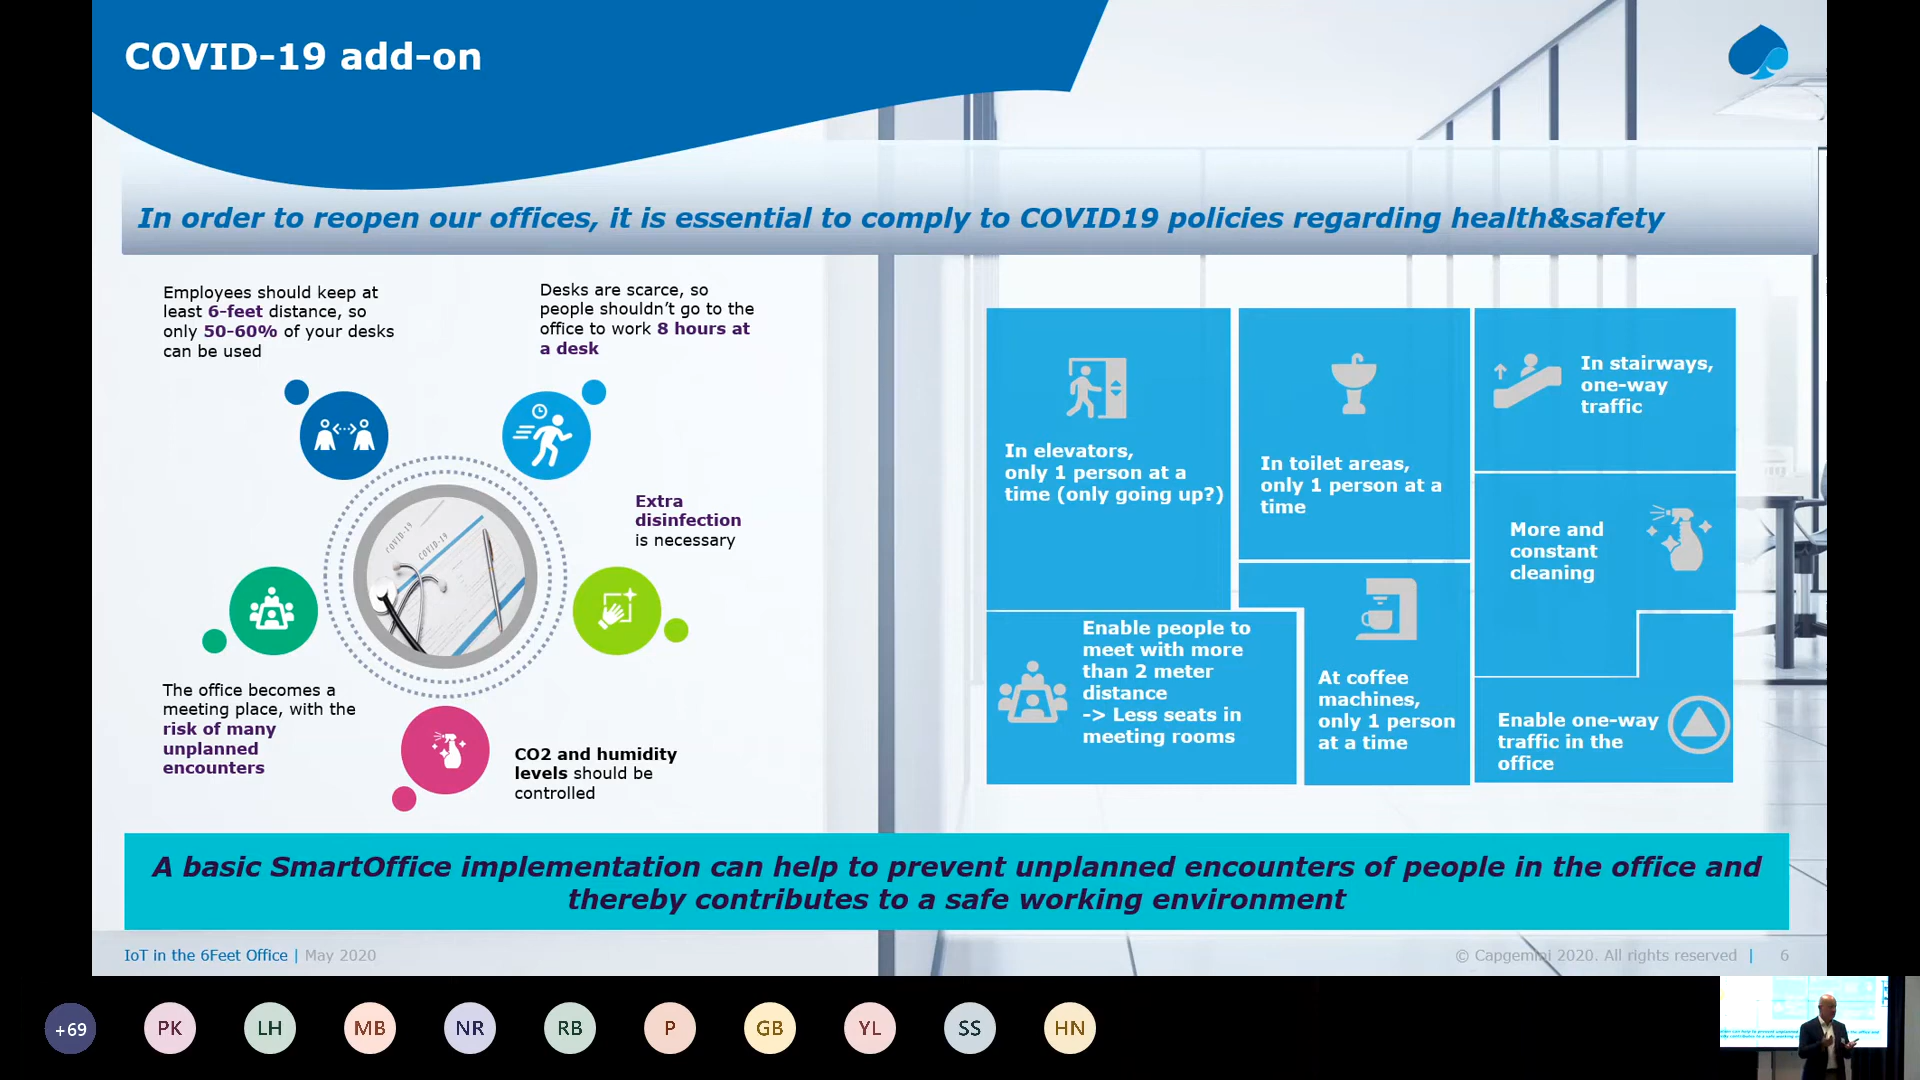 COVID-19 add-on
In order to reopen our offices, it is essential to comply to COVID19 policies regarding health&safety
Employees should keep at
least 6-feet distance, so
only 50-60% of your desks
can be used
Desks are scarce, so
people shouldn't go to the
office to work 8 hours at
a desk
Extra
disinfection
is necessary
COVID-19
COVID-19
The office becomes a
meeting place, with the
risk of many
unplanned
encounters
CO2 and humidity
levels should be
controlled
In elevators,
only 1 person at a
time (only going up?)
In toilet areas,
only 1 person at a
time
In stairways,
one-way
traffic
More and
constant
cleaning
Enable people to
meet with more
than 2 meter
distance
-> Less seats in
meeting rooms
At coffee
machines,
only 1 person
at a time
Enable one-way
traffic in the
office
A basic SmartOffice implementation can help to prevent unplanned encounters of people in the office and
thereby contributes to a safe working environment
IoT in the 6Feet Office | May 2020
© Capgemini 2020. All rights reserved | 6
+69
PK
LH
MB
NR
RB
P
GB
YL
SS
HN